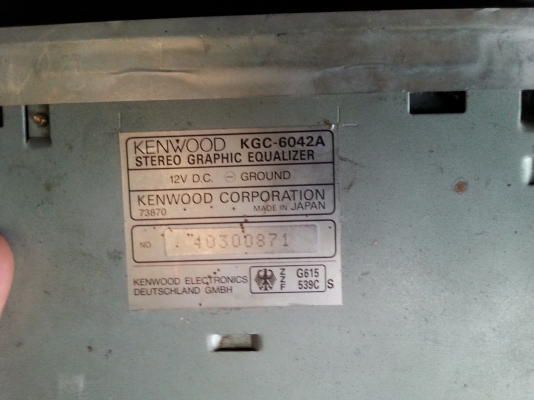 KENWOOD KGC-6042A
STEREO GRAPHIC EQUALIZER
12V D.C. ⊖ GROUND
KENWOOD CORPORATION
73870 MADE IN JAPAN
NO. 40300871
KENWOOD ELECTRONICS
DEUTSCHLAND GMBH
Z
Z
F
G615
539C
S